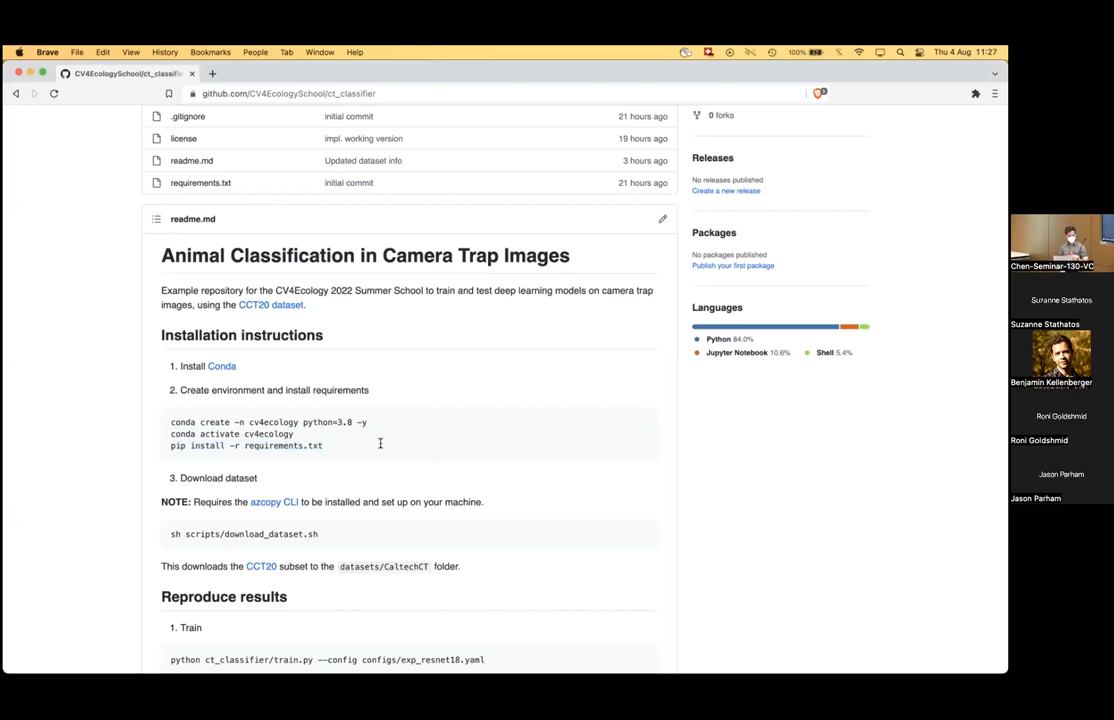 Brave File Edit View History Bookmarks People Tab Window Help 100% Thu 4 Aug 11:27
CV4EcologySchool/ct_classifie
github.com/CV4EcologySchool/ct_classifier
.gitignore initial commit 21 hours ago
license impl. working version 19 hours ago
readme.md Updated dataset info 3 hours ago
requirements.txt initial commit 21 hours ago
0 forks
Releases
No releases published
Create a new release
Packages
No packages published
Publish your first package
Languages
Python 84.0%
Jupyter Notebook 10.6% Shell 5.4%
readme.md
Animal Classification in Camera Trap Images
Example repository for the CV4Ecology 2022 Summer School to train and test deep learning models on camera trap
images, using the CCT20 dataset.
Installation instructions
1. Install Conda
2. Create environment and install requirements
conda create -n cv4ecology python=3.8 -y
conda activate cv4ecology
pip install -r requirements.txt
3. Download dataset
NOTE: Requires the azcopy CLI to be installed and set up on your machine.
sh scripts/download_dataset.sh
This downloads the CCT20 subset to the datasets/CaltechCT folder.
Reproduce results
1. Train
python ct_classifier/train.py --config configs/exp_resnet18.yaml
Chen-Seminar-130-VC
Suzanne Stathatos
Suzanne Stathatos
Benjamin Kellenberger
Roni Goldshmid
Roni Goldshmid
Jason Parham
Jason Parham